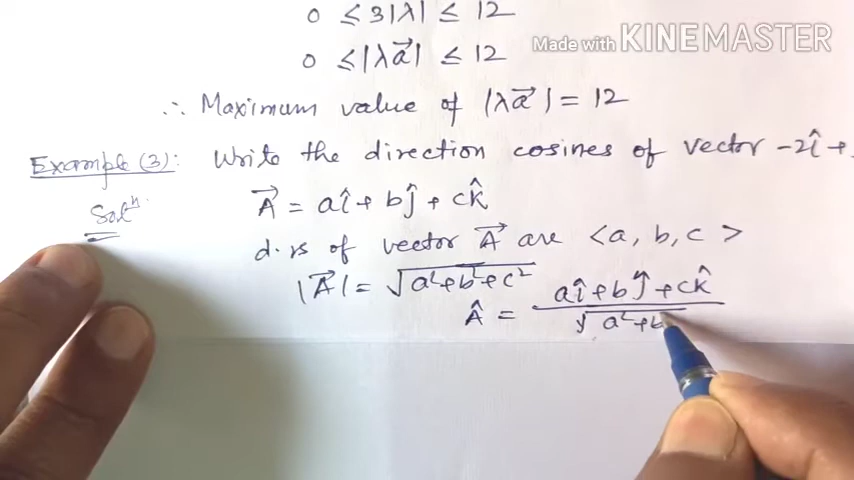 0 ≤ 3|λ| ≤ 12
Made with KINEMASTER
0 ≤ |λa⃗| ≤ 12
∴ Maximum value of |λa⃗| = 12
Example (3): Write the direction cosines of vector -2î +
Solⁿ.
A⃗ = aî + bĵ + ck̂
d.rs of vector A⃗ are <a, b, c >
|A⃗| = √a²+b²+c²
Â = aî + bĵ + ck̂
√a²+b